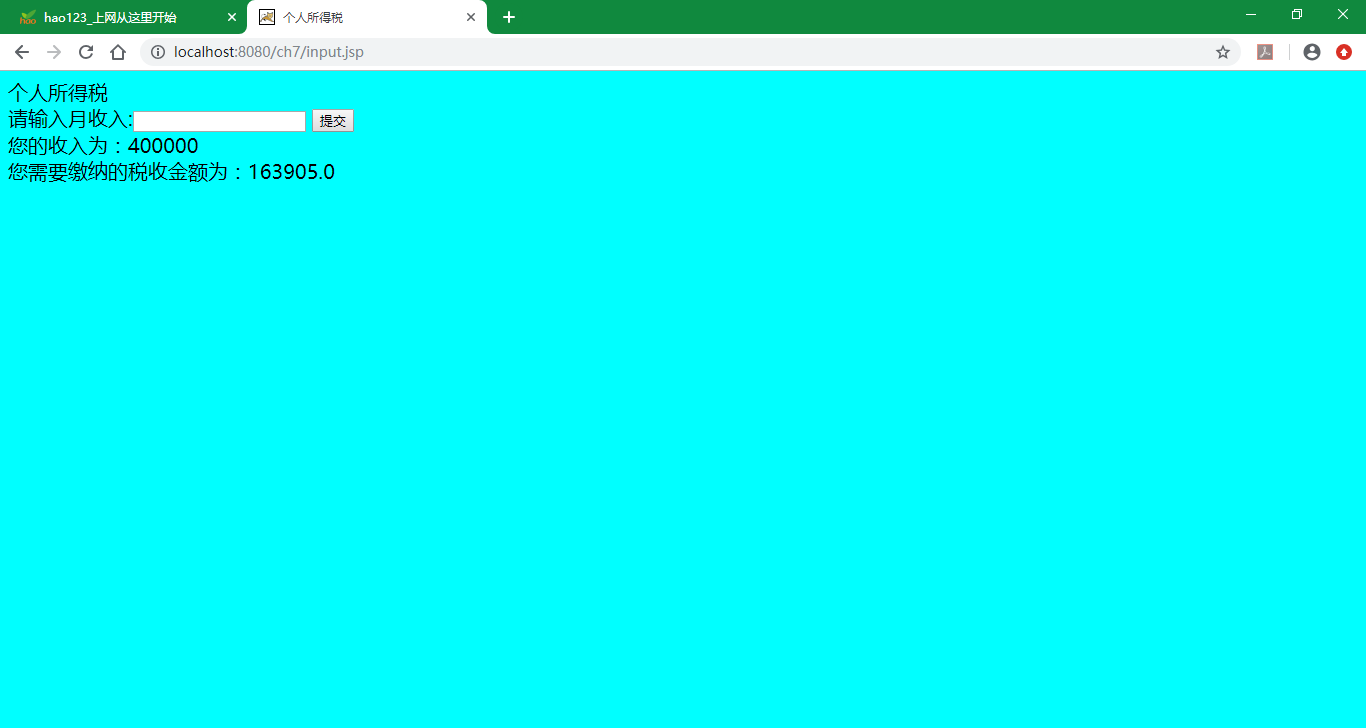 hao123_上网从这里开始
个人所得税
localhost:8080/ch7/input.jsp
个人所得税
请输入月收入: 提交
您的收入为：400000
您需要缴纳的税收金额为：163905.0